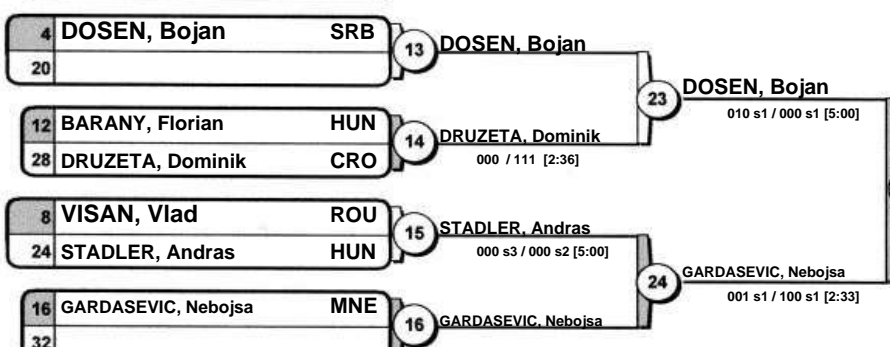 4 DOSEN, Bojan SRB
20
13 DOSEN, Bojan
12 BARANY, Florian HUN
28 DRUZETA, Dominik CRO
14 DRUZETA, Dominik
000 / 111 [2:36]
23 DOSEN, Bojan
010 s1 / 000 s1 [5:00]
8 VISAN, Vlad ROU
24 STADLER, Andras HUN
15 STADLER, Andras
000 s3 / 000 s2 [5:00]
16 GARDASEVIC, Nebojsa MNE
32
16 GARDASEVIC, Nebojsa
24 GARDASEVIC, Nebojsa
001 s1 / 100 s1 [2:33]